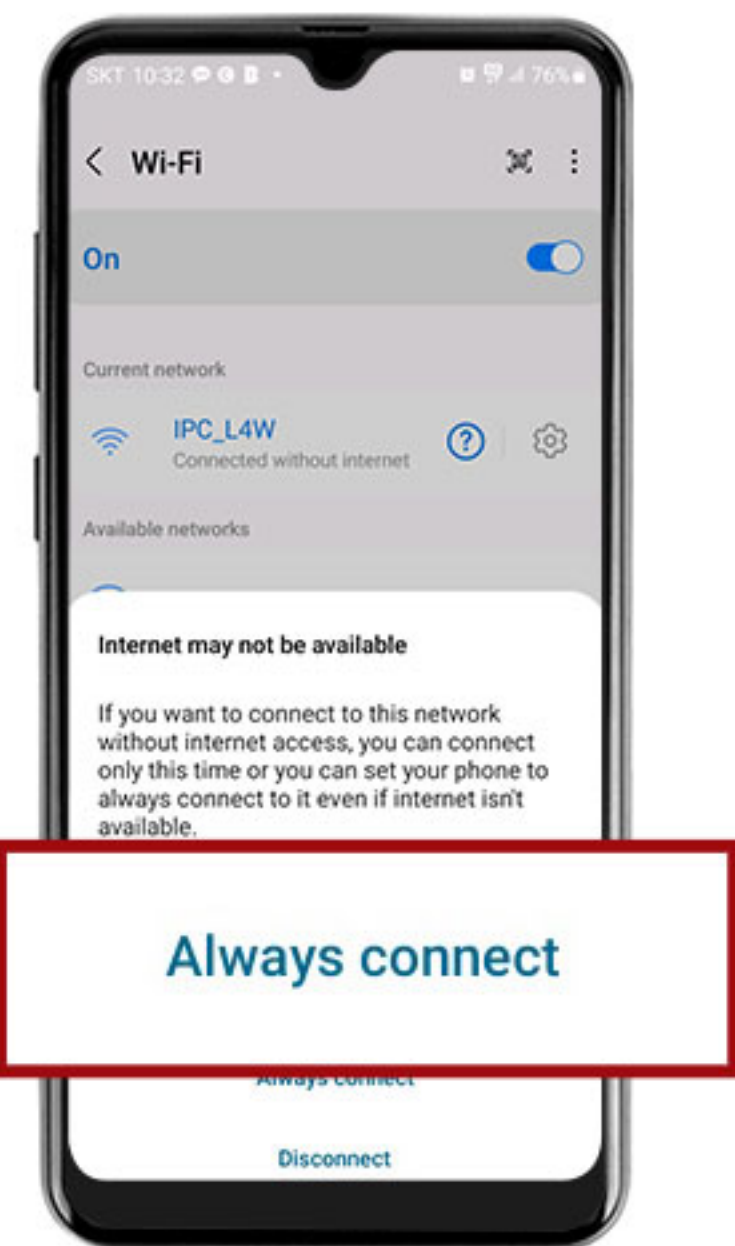 SKT 10:32
76%
Wi-Fi
On
Current network
IPC_L4W
Connected without internet
Available networks
Internet may not be available
If you want to connect to this network
without internet access, you can connect
only this time or you can set your phone to
always connect to it even if internet isn't
available.
Always connect
Always connect
Disconnect